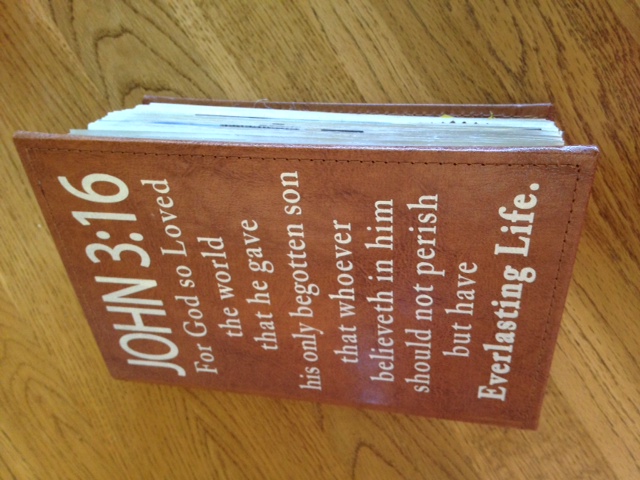 JOHN 3:16
For God so Loved
the world
that he gave
his only begotten son
that whoever
believeth in him
should not perish
but have
Everlasting Life.